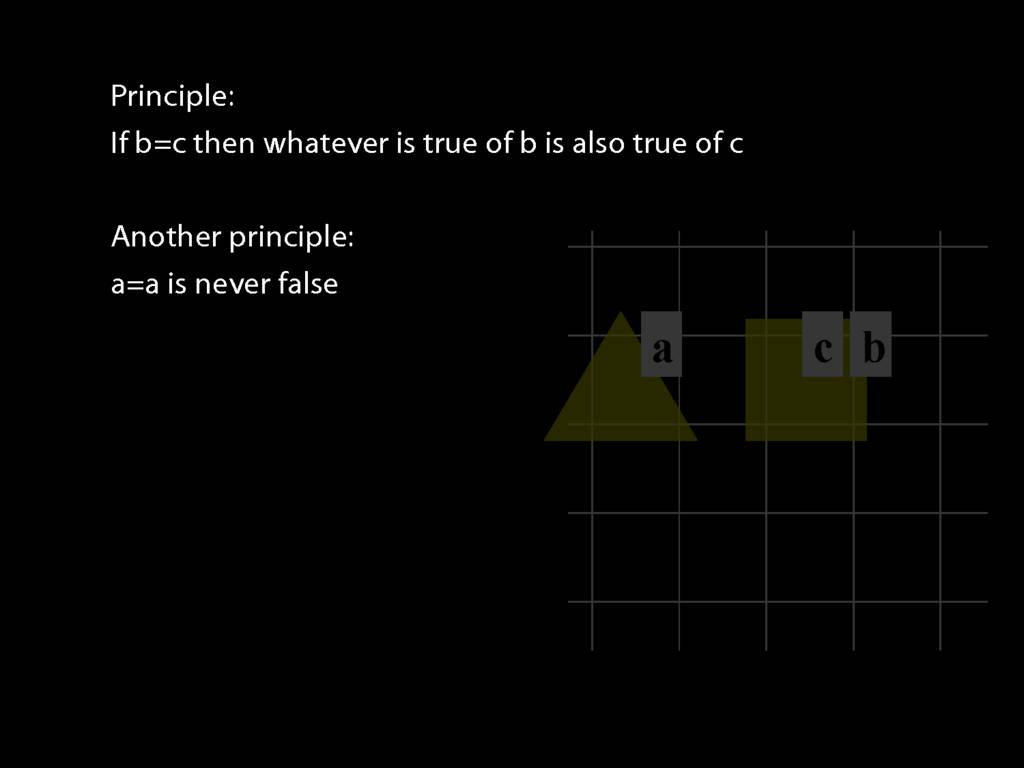 Principle:
If b=c then whatever is true of b is also true of c
Another principle:
a=a is never false
a
c b